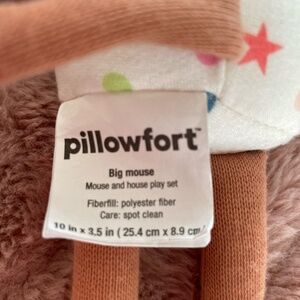 pillowfort™
Big mouse
Mouse and house play set
Fiberfill: polyester fiber
Care: spot clean
10 in x 3.5 in (25.4 cm x 8.9 cm)